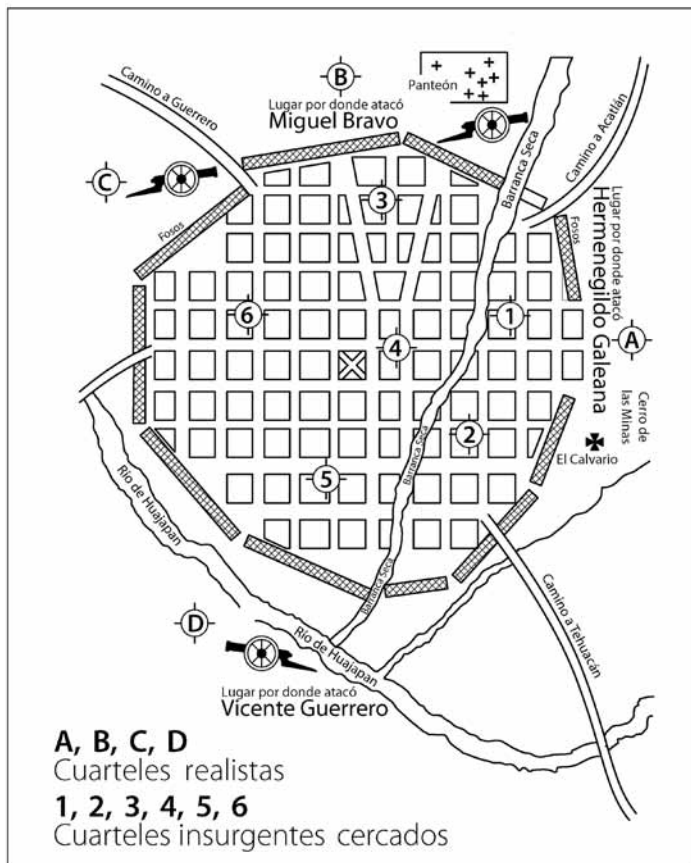 B
Panteón
Camino a Guerrero
Lugar por donde atacó
Miguel Bravo
C
Camino a Acatlán
Barranca Seca
Lugar por donde atacó
Hermenegildo Galeana
3
Fosos
Fosos
6
1
A
4
Cerro de
las Minas
2
El Calvario
Barranca Seca
5
Río de Huajapan
Barranca Seca
Camino a Tehuacán
D
Río de Huajapan
Lugar por donde atacó
Vicente Guerrero
A, B, C, D
Cuarteles realistas
1, 2, 3, 4, 5, 6
Cuarteles insurgentes cercados